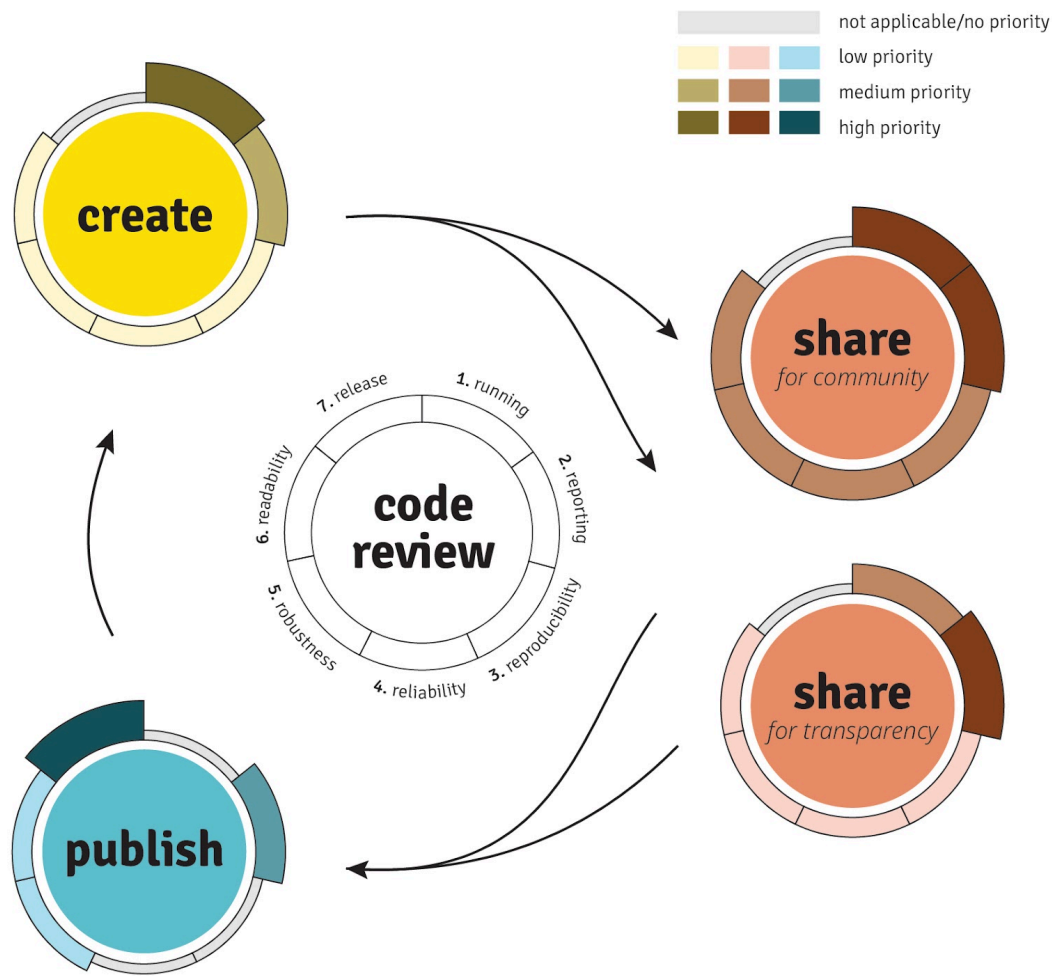 not applicable/no priority
low priority
medium priority
high priority
create
share
for community
1. running
2. reporting
3. reproducibility
4. reliability
5. robustness
6. readability
7. release
code
review
share
for transparency
publish